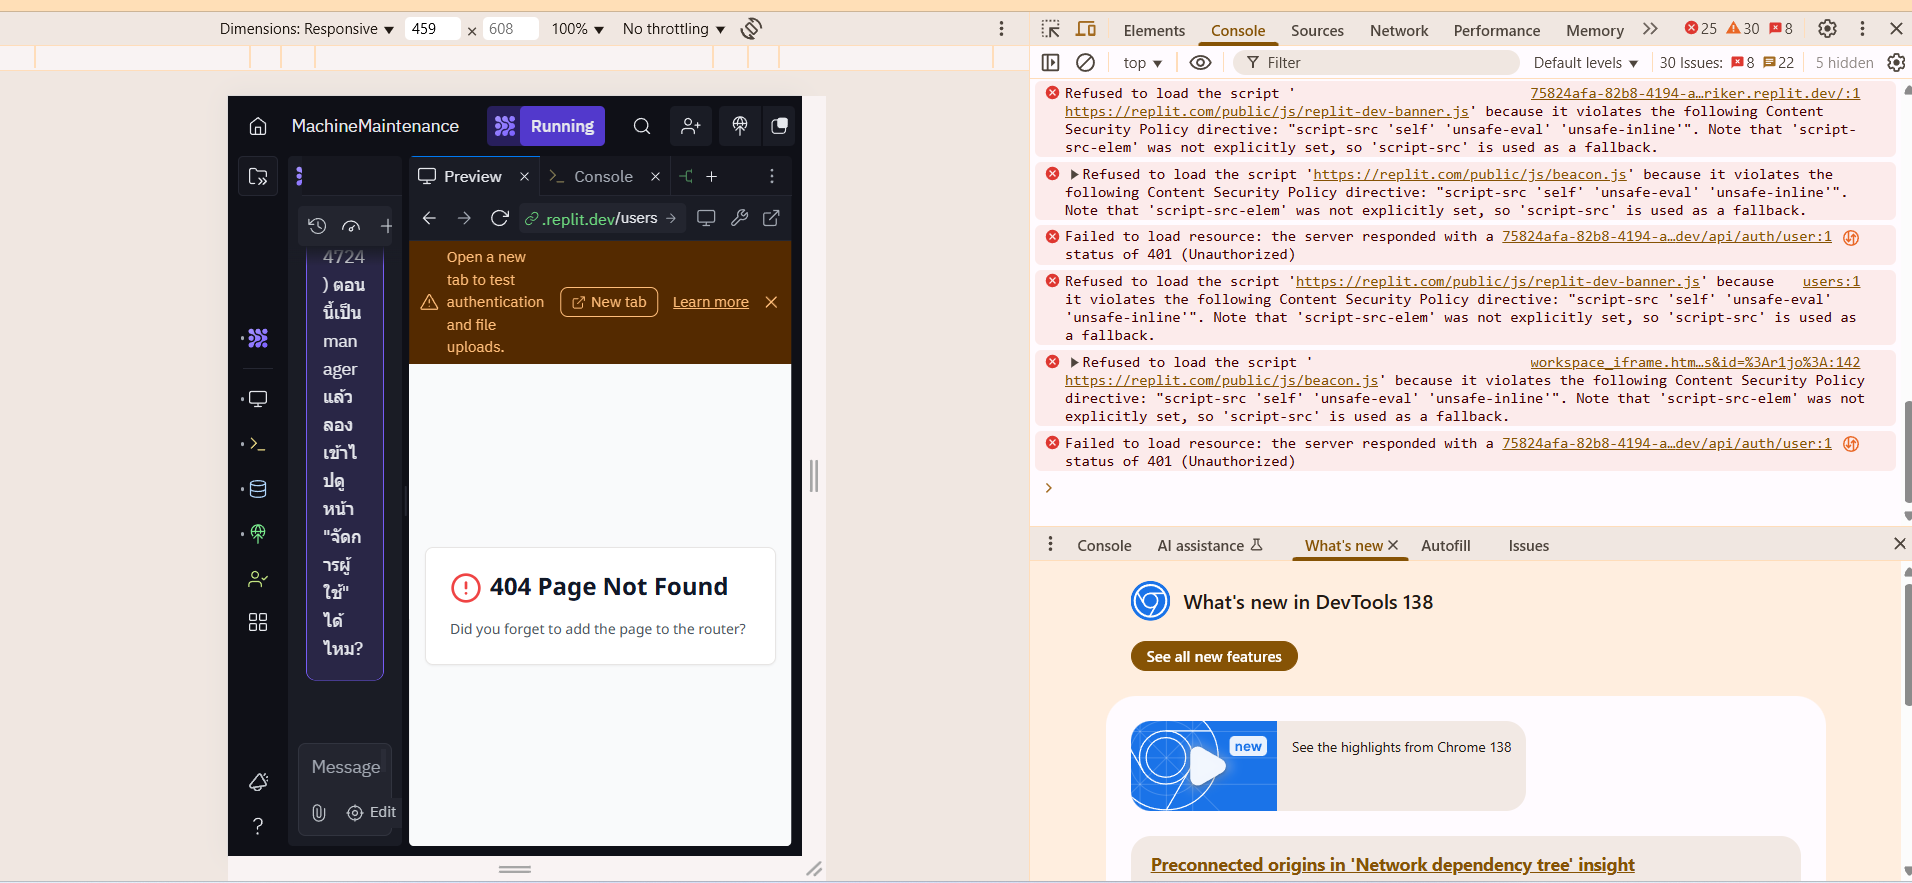 Dimensions: Responsive 459 × 608 100% No throttling
Elements Console Sources Network Performance Memory 25 30 8
top Filter Default levels 30 Issues: 8 22 5 hidden
MachineMaintenance Running
Preview × Console × +
.replit.dev/users
4724
) ตอน
นี้เป็น
man
ager
แล้ว
ลอง
เข้าไ
ปดู
หน้า
"จัดก
ารผู้
ใช้"
ได้
ไหม?
Message
Edit
Open a new
tab to test
authentication
and file
uploads.
New tab
Learn more
404 Page Not Found
Did you forget to add the page to the router?
Refused to load the script ' 75824afa-82b8-4194-a…riker.replit.dev/:1
https://replit.com/public/js/replit-dev-banner.js' because it violates the following Content
Security Policy directive: "script-src 'self' 'unsafe-eval' 'unsafe-inline'". Note that 'script-
src-elem' was not explicitly set, so 'script-src' is used as a fallback.
Refused to load the script 'https://replit.com/public/js/beacon.js' because it violates the
following Content Security Policy directive: "script-src 'self' 'unsafe-eval' 'unsafe-inline'".
Note that 'script-src-elem' was not explicitly set, so 'script-src' is used as a fallback.
Failed to load resource: the server responded with a 75824afa-82b8-4194-a…dev/api/auth/user:1
status of 401 (Unauthorized)
Refused to load the script 'https://replit.com/public/js/replit-dev-banner.js' because users:1
it violates the following Content Security Policy directive: "script-src 'self' 'unsafe-eval'
'unsafe-inline'". Note that 'script-src-elem' was not explicitly set, so 'script-src' is used as
a fallback.
Refused to load the script ' workspace_iframe.htm…s&id=%3Ar1jo%3A:142
https://replit.com/public/js/beacon.js' because it violates the following Content Security Policy
directive: "script-src 'self' 'unsafe-eval' 'unsafe-inline'". Note that 'script-src-elem' was not
explicitly set, so 'script-src' is used as a fallback.
Failed to load resource: the server responded with a 75824afa-82b8-4194-a…dev/api/auth/user:1
status of 401 (Unauthorized)
Console AI assistance What's new Autofill Issues
What's new in DevTools 138
See all new features
new
See the highlights from Chrome 138
Preconnected origins in 'Network dependency tree' insight